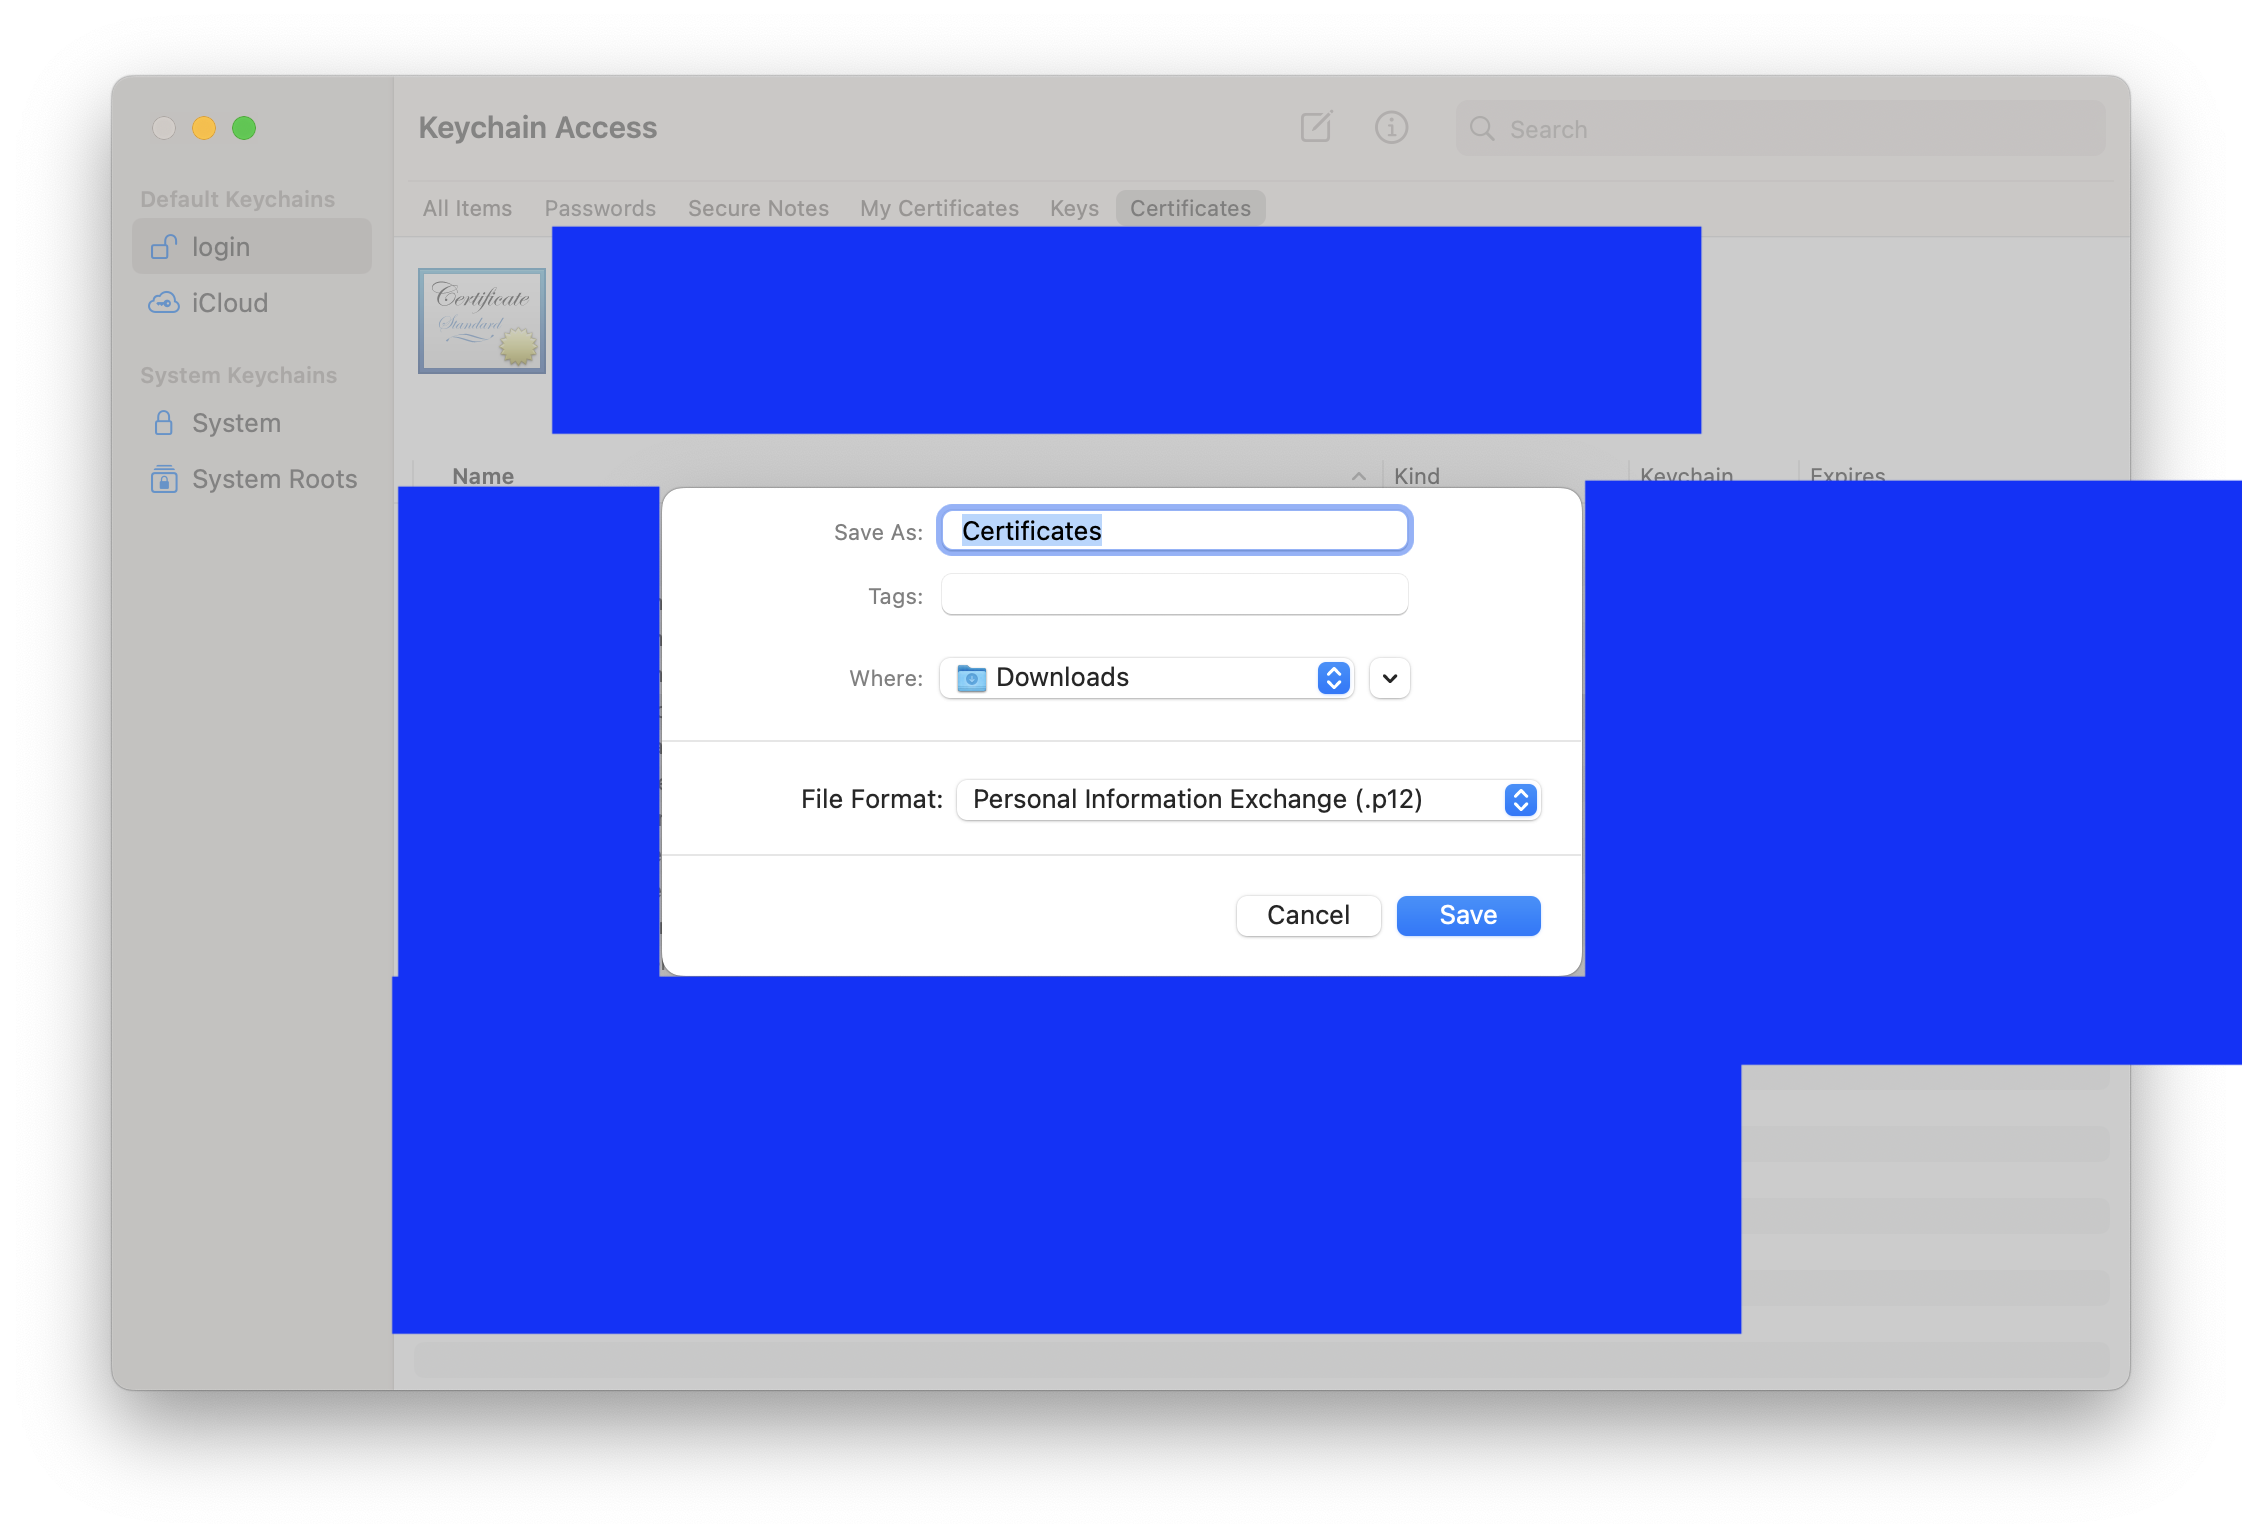 Keychain Access
Search
Default Keychains
login
iCloud
System Keychains
System
System Roots
All Items Passwords Secure Notes My Certificates Keys Certificates
Certificate
Standard
Name Kind Keychain Expires
Save As: Certificates
Tags:
Where: Downloads
File Format: Personal Information Exchange (.p12)
Cancel Save